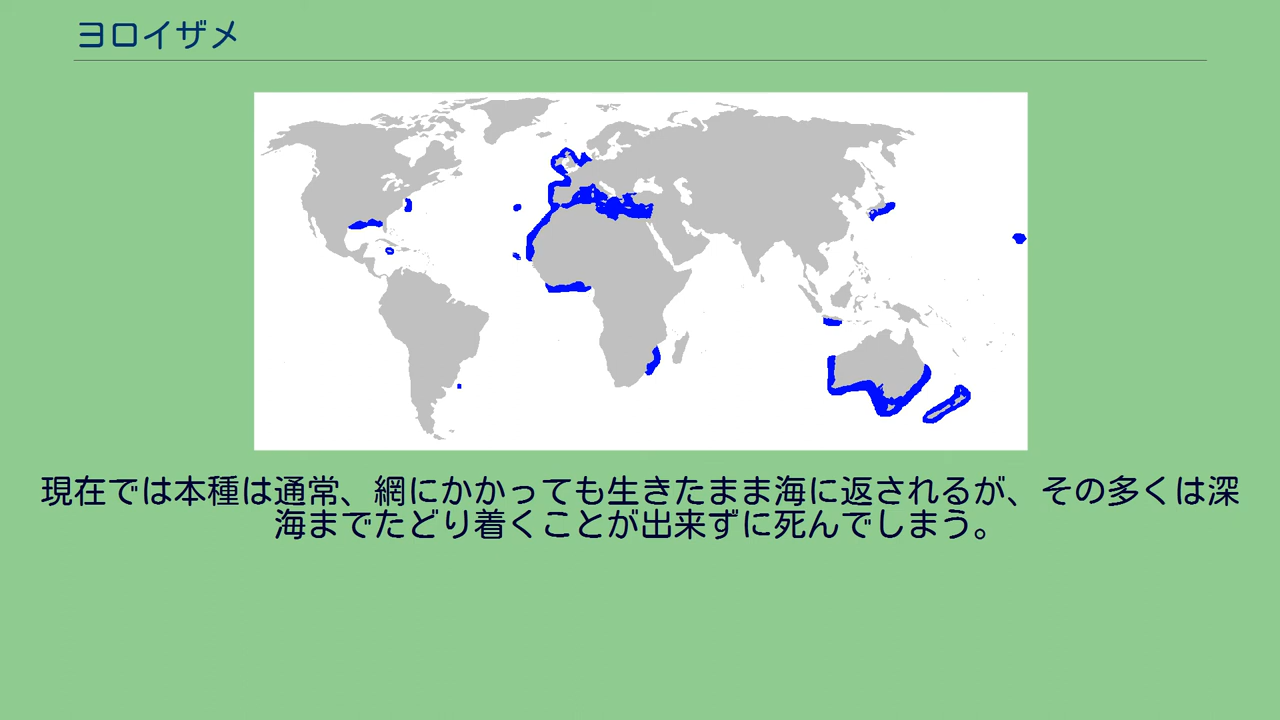 ヨロイザメ
現在では本種は通常、網にかかっても生きたまま海に返されるが、その多くは深
海までたどり着くことが出来ずに死んでしまう。